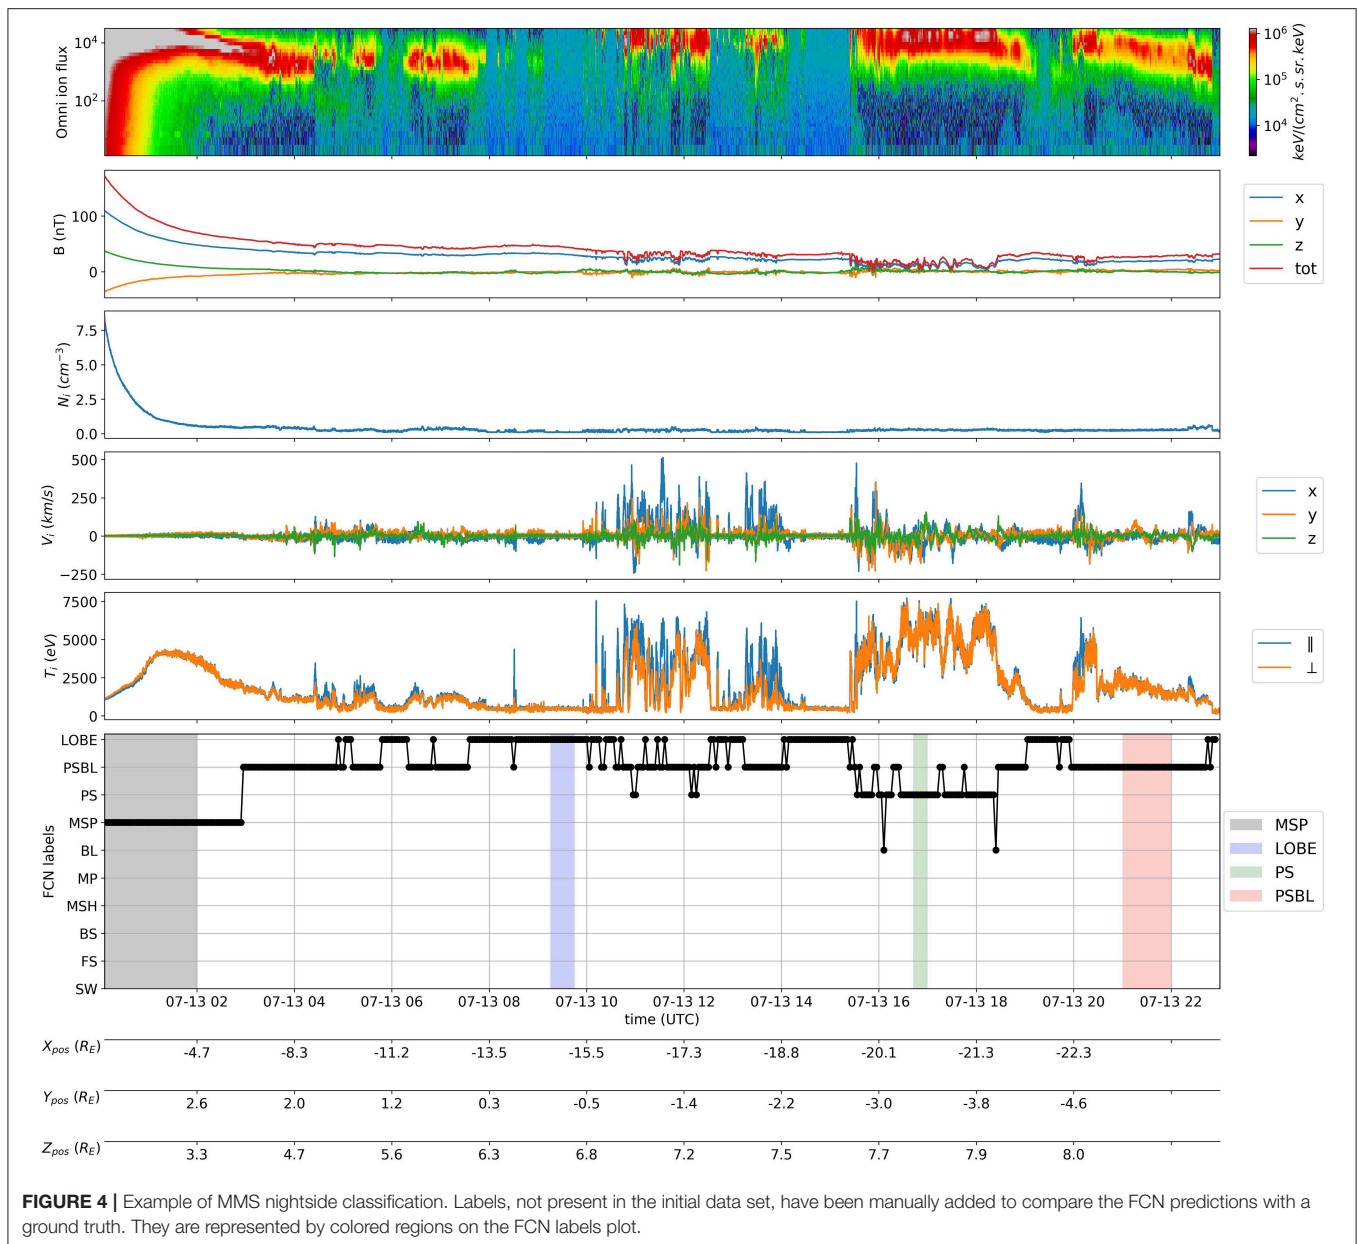 Omni ion flux
10⁴
10²
10⁶
10⁵
10⁴
keV/(cm². s. sr. keV)
B (nT)
100
0
x
y
z
tot
N_i (cm⁻³)
7.5
5.0
2.5
0.0
V_i (km/s)
500
250
0
−250
x
y
z
T_i (eV)
7500
5000
2500
0
∥
⊥
FCN labels
LOBE
PSBL
PS
MSP
BL
MP
MSH
BS
FS
SW
MSP
LOBE
PS
PSBL
07-13 02 07-13 04 07-13 06 07-13 08 07-13 10 07-13 12 07-13 14 07-13 16 07-13 18 07-13 20 07-13 22
time (UTC)
X_pos (R_E)
-4.7 -8.3 -11.2 -13.5 -15.5 -17.3 -18.8 -20.1 -21.3 -22.3
Y_pos (R_E)
2.6 2.0 1.2 0.3 -0.5 -1.4 -2.2 -3.0 -3.8 -4.6
Z_pos (R_E)
3.3 4.7 5.6 6.3 6.8 7.2 7.5 7.7 7.9 8.0
FIGURE 4 | Example of MMS nightside classification. Labels, not present in the initial data set, have been manually added to compare the FCN predictions with a
ground truth. They are represented by colored regions on the FCN labels plot.